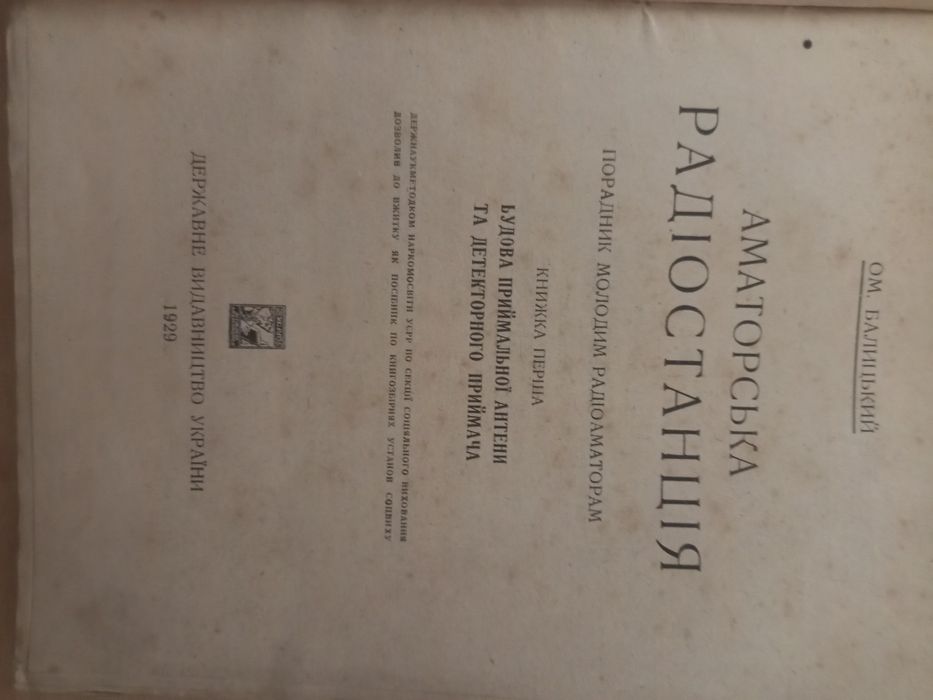 ОМ. БАЛИЦЬКИЙ
АМАТОРСЬКА
РАДІОСТАНЦІЯ
ПОРАДНИК МОЛОДИМ РАДІОАМАТОРАМ
КНИЖКА ПЕРША
БУДОВА ПРИЙМАЛЬНОЇ АНТЕНИ
ТА ДЕТЕКТОРНОГО ПРИЙМАЧА
ДЕРЖНАУКМЕТОДКОМ НАРКОМОСВІТИ УСРР ПО СЕКЦІЇ СОЦІЯЛЬНОГО ВИХОВАННЯ
ДОЗВОЛИВ ДО ВЖИТКУ ЯК ПОСІБНИК ПО КНИГОЗБІРНЯХ УСТАНОВ СОЦВИХУ
ДЕРЖАВНЕ ВИДАВНИЦТВО УКРАЇНИ
1929